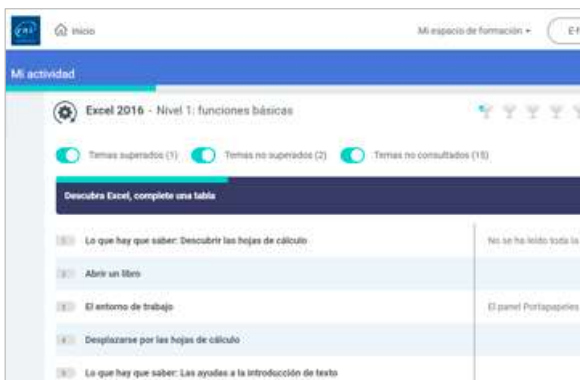 eni
Inicio
Mi espacio de formación
Mi actividad
Excel 2016 - Nivel 1: funciones básicas
Temas superados (1) Temas no superados (2) Temas no consultados (15)
Descubra Excel, complete una tabla
1 Lo que hay que saber: Descubrir las hojas de cálculo No se ha leído toda la
2 Abrir un libro
3 El entorno de trabajo El panel Portapapeles
4 Desplazarse por las hojas de cálculo
5 Lo que hay que saber: Las ayudas a la introducción de texto